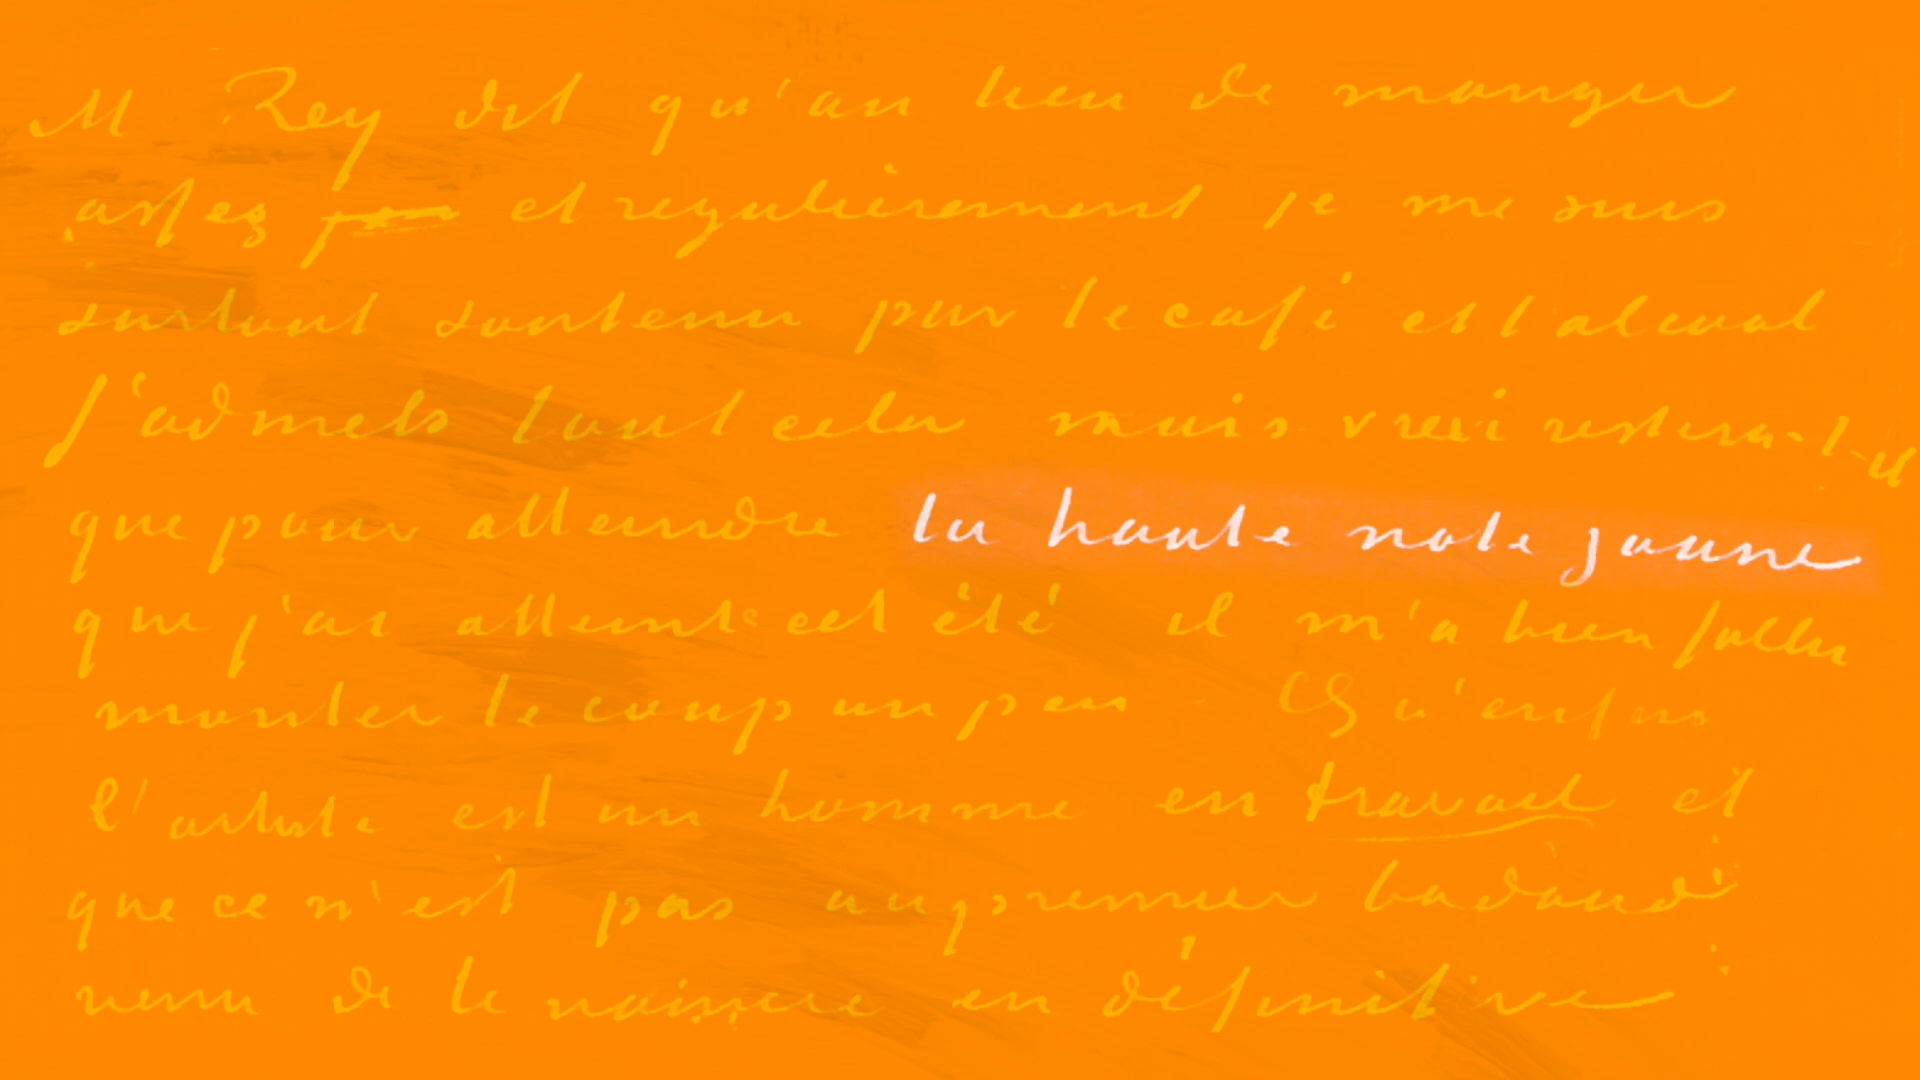 M Rey dit qu'au lieu de manger
assez et regulièrement je me suis
surtout soutenu par le café et l alcool
J'admets tout cela mais vrai restera-t-il
que pour atteindre la haute note jaune
que j'ai atteinte cet été il m'a bien fallu
monter le coup un peu. Qu'enfin
l'artiste est un homme en travail et
que ce n'est pas au premier badaud
venu de le vaincre en définitive